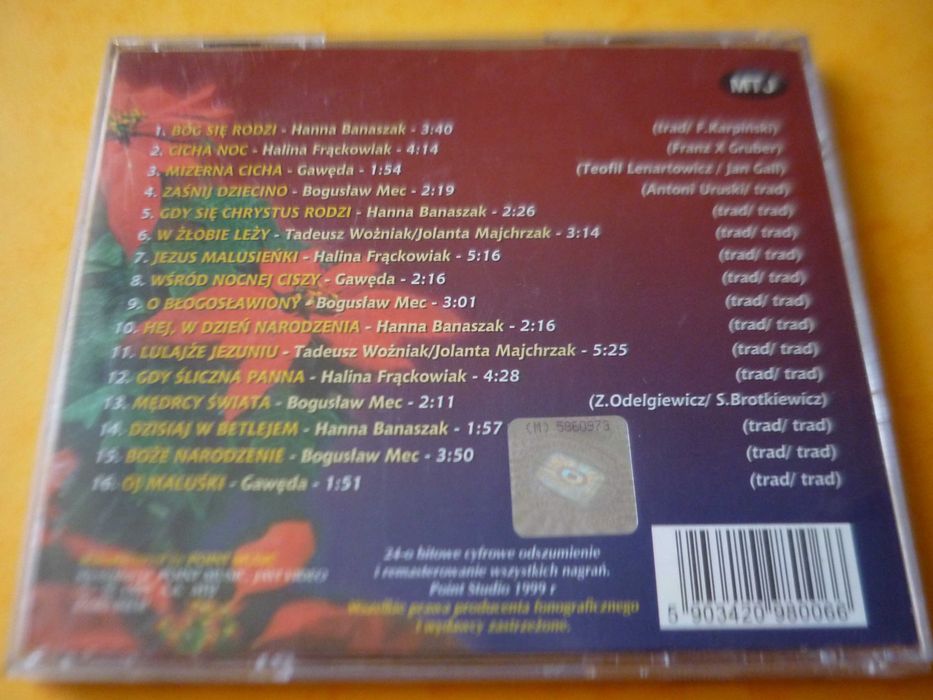 MTJ
1. BÓG SIĘ RODZI - Hanna Banaszak - 3:40 (trad/ F.Karpiński)
2. CICHA NOC - Halina Frąckowiak - 4:14 (Franz X Gruber)
3. MIZERNA CICHA - Gawęda - 1:54 (Teofil Lenartowicz / Jan Gall)
4. ZAŚNIJ DZIECINO - Bogusław Mec - 2:19 (Antoni Uruski/ trad)
5. GDY SIĘ CHRYSTUS RODZI - Hanna Banaszak - 2:26 (trad/ trad)
6. W ŻŁOBIE LEŻY - Tadeusz Woźniak/Jolanta Majchrzak - 3:14 (trad/ trad)
7. JEZUS MALUSIEŃKI - Halina Frąckowiak - 5:16 (trad/ trad)
8. WŚRÓD NOCNEJ CISZY - Gawęda - 2:16 (trad/ trad)
9. O BŁOGOSŁAWIONY - Bogusław Mec - 3:01 (trad/ trad)
10. HEJ, W DZIEŃ NARODZENIA - Hanna Banaszak - 2:16 (trad/ trad)
11. LULAJŻE JEZUNIU - Tadeusz Woźniak/Jolanta Majchrzak - 5:25 (trad/ trad)
12. GDY ŚLICZNA PANNA - Halina Frąckowiak - 4:28 (trad/ trad)
13. MĘDRCY ŚWIATA - Bogusław Mec - 2:11 (Z.Odelgiewicz/ S.Brotkiewicz)
14. DZISIAJ W BETLEJEM - Hanna Banaszak - 1:57 (trad/ trad)
15. BOŻE NARODZENIE - Bogusław Mec - 3:50 (trad/ trad)
16. OJ MALUŚKI - Gawęda - 1:51 (trad/ trad)
(M) 5860973
24-o bitowe cyfrowe odszumienie
i remasterowanie wszystkich nagrań.
Point Studio 1999 r
Wszelkie prawa producenta fonograficznego
i wydawcy zastrzeżone.
5 903420 980066